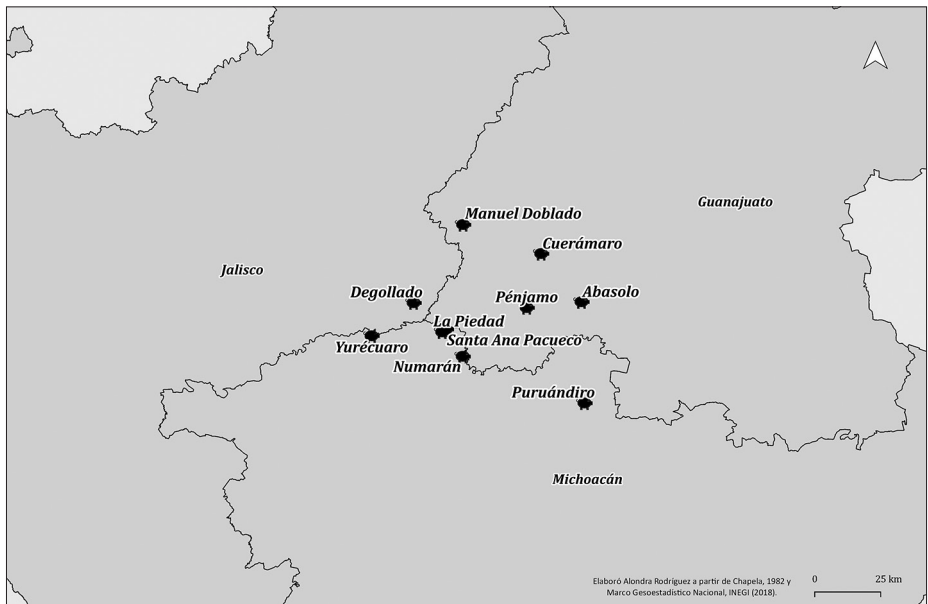 Guanajuato
Manuel Doblado
Cuerámaro
Jalisco
Degollado
Pénjamo
Abasolo
La Piedad
Santa Ana Pacueco
Yurécuaro
Numarán
Puruándiro
Michoacán
Elaboró Alondra Rodríguez a partir de Chapela, 1982 y
Marco Gesoestadístico Nacional, INEGI (2018).
0 25 km